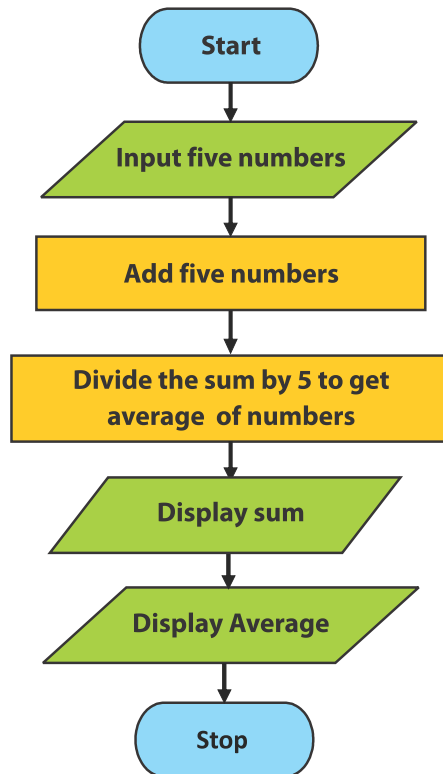 Start
Input five numbers
Add five numbers
Divide the sum by 5 to get
average of numbers
Display sum
Display Average
Stop